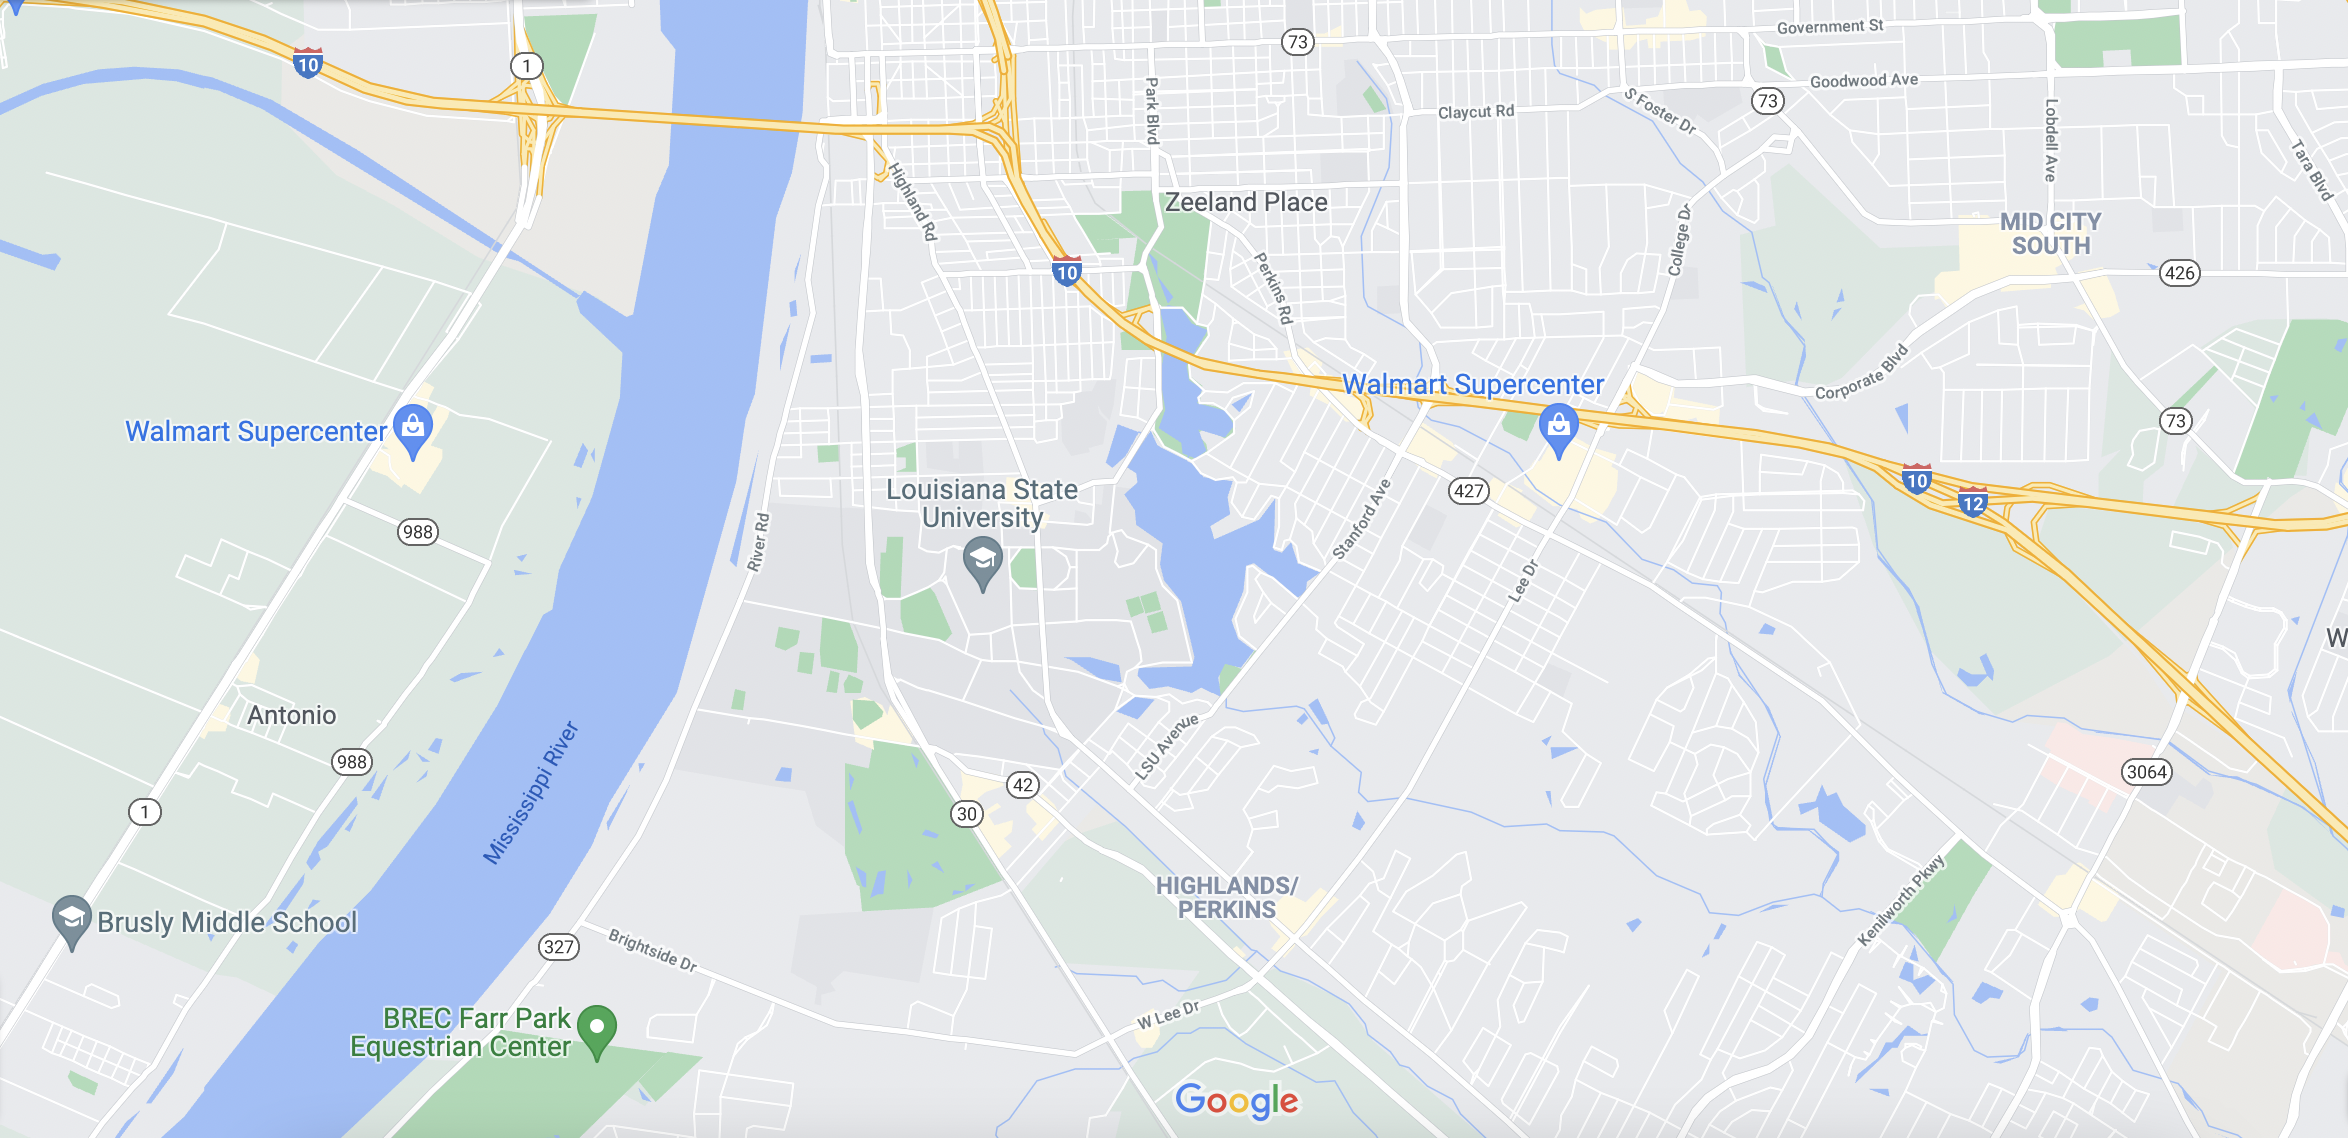 Government St
73
10
1
Goodwood Ave
73
Claycut Rd
S Foster Dr
Park Blvd
Lobdell Ave
Tara Blvd
Highland Rd
Zeeland Place
College Dr
MID CITY
SOUTH
10
Perkins Rd
426
Walmart Supercenter
Corporate Blvd
Walmart Supercenter
73
10
427
12
Louisiana State
University
Stanford Ave
988
River Rd
Lee Dr
W
Antonio
LSU Avenue
988
Mississippi River
3064
42
1
30
HIGHLANDS/
PERKINS
Kenilworth Pkwy
Brusly Middle School
327
Brightside Dr
W Lee Dr
BREC Farr Park
Equestrian Center
Google